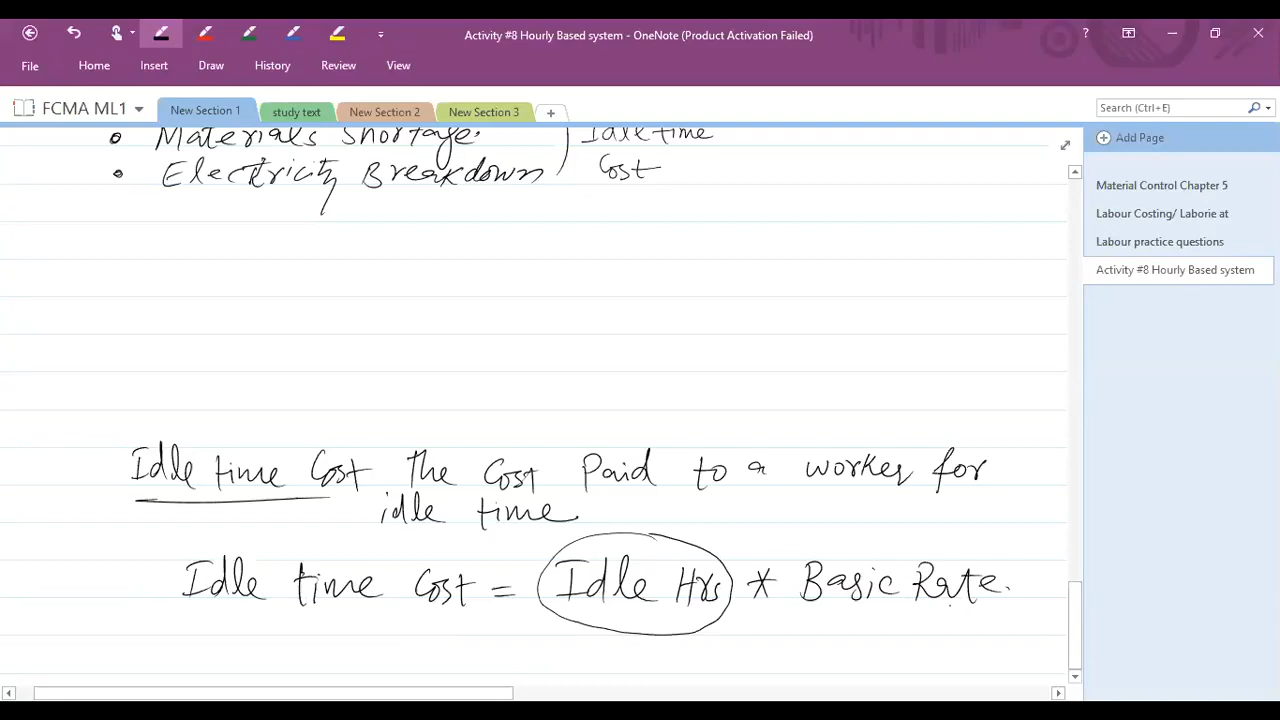 Activity #8 Hourly Based system - OneNote (Product Activation Failed)
?
File
Home
Insert
Draw
History
Review
View
FCMA ML1
New Section 1
study text
New Section 2
New Section 3
+
Search (Ctrl+E)
Add Page
Material Control Chapter 5
Labour Costing/ Laborie at
Labour practice questions
Activity #8 Hourly Based system
• Materials Shortage.
Idle time
• Electricity Breakdown
Cost
Idle time Cost the Cost Paid to a worker for
idle time
Idle time Cost = Idle Hrs * Basic Rate.